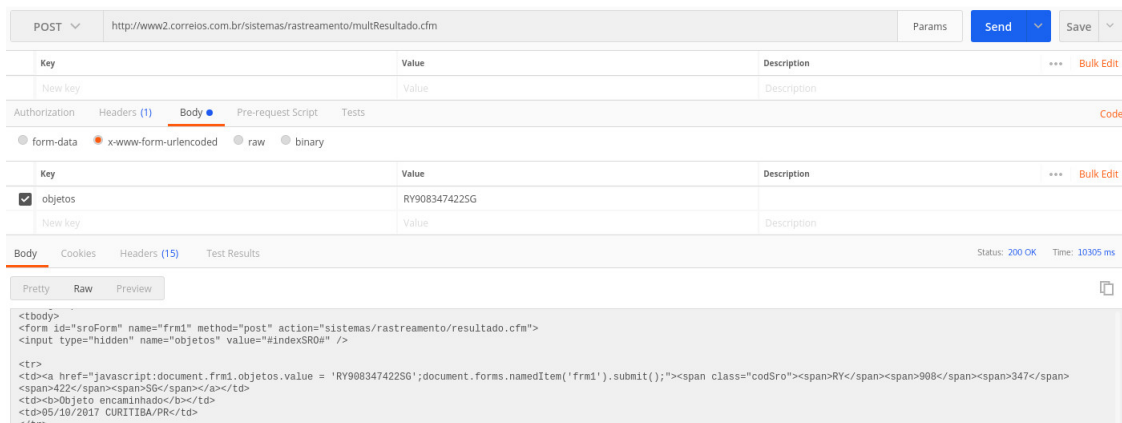 POST http://www2.correios.com.br/sistemas/rastreamento/multResultado.cfm Params Send Save
Key Value Description ••• Bulk Edit
New key Value Description
Authorization Headers (1) Body Pre-request Script Tests Code
form-data x-www-form-urlencoded raw binary
Key Value Description ••• Bulk Edit
objetos RY908347422SG
New key Value Description
Body Cookies Headers (15) Test Results Status: 200 OK Time: 10305 ms
Pretty Raw Preview
<tbody>
<form id="sroForm" name="frm1" method="post" action="sistemas/rastreamento/resultado.cfm">
<input type="hidden" name="objetos" value="#indexSRO#" />
<tr>
<td><a href="javascript:document.frm1.objetos.value = 'RY908347422SG';document.forms.namedItem('frm1').submit();"><span class="codSro"><span>RY</span><span>908</span><span>347</span>
<span>422</span><span>SG</span></a></td>
<td><b>Objeto encaminhado</b></td>
<td>05/10/2017 CURITIBA/PR</td>